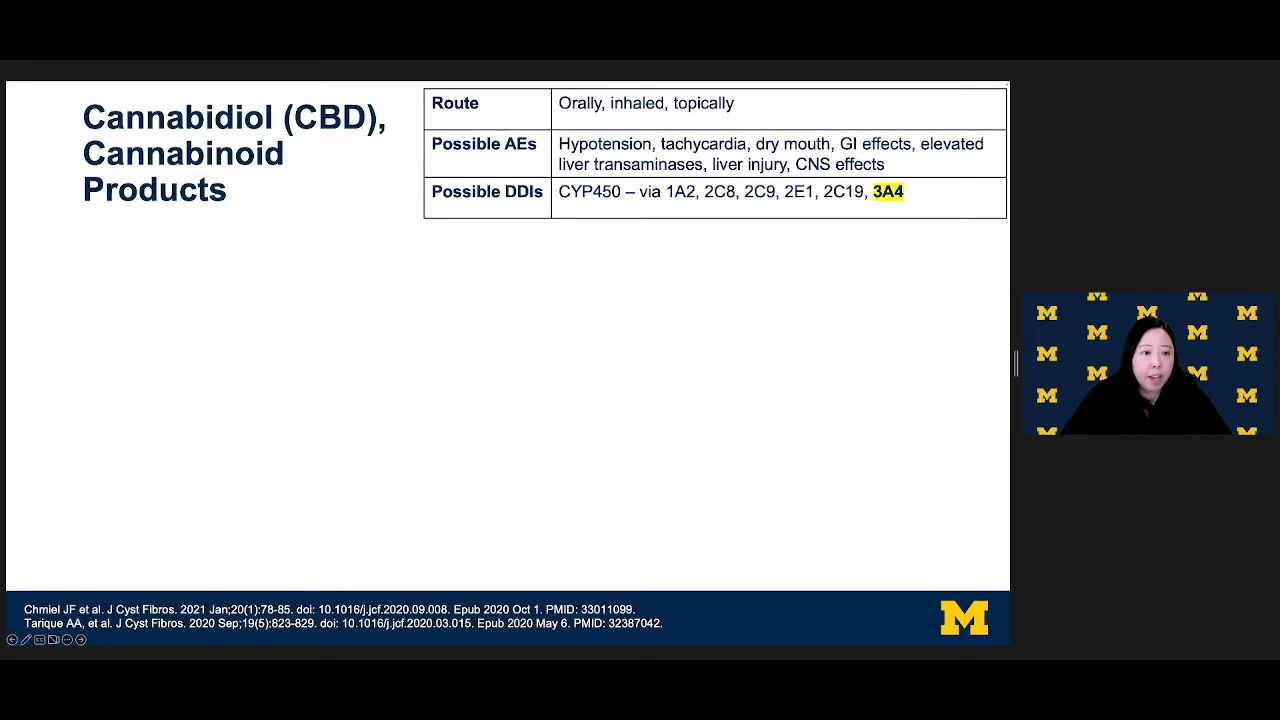 Cannabidiol (CBD),
Cannabinoid
Products
Route
Orally, inhaled, topically
Possible AEs
Hypotension, tachycardia, dry mouth, GI effects, elevated
liver transaminases, liver injury, CNS effects
Possible DDIs
CYP450 – via 1A2, 2C8, 2C9, 2E1, 2C19, 3A4
Chmiel JF et al. J Cyst Fibros. 2021 Jan;20(1):78-85. doi: 10.1016/j.jcf.2020.09.008. Epub 2020 Oct 1. PMID: 33011099.
Tarique AA, et al. J Cyst Fibros. 2020 Sep;19(5):823-829. doi: 10.1016/j.jcf.2020.03.015. Epub 2020 May 6. PMID: 32387042.
M